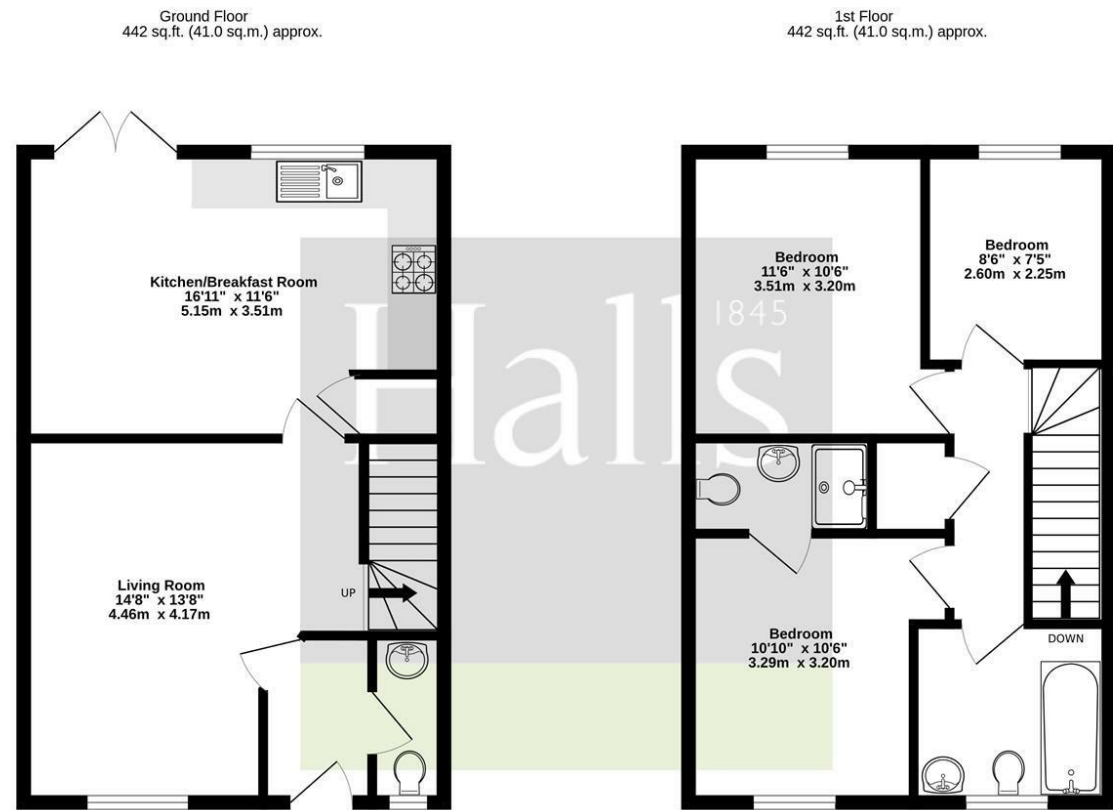 Ground Floor
442 sq.ft. (41.0 sq.m.) approx.
1st Floor
442 sq.ft. (41.0 sq.m.) approx.
Kitchen/Breakfast Room
16'11" x 11'6"
5.15m x 3.51m
Living Room
14'8" x 13'8"
4.46m x 4.17m
UP
Bedroom
11'6" x 10'6"
3.51m x 3.20m
Bedroom
8'6" x 7'5"
2.60m x 2.25m
Bedroom
10'10" x 10'6"
3.29m x 3.20m
DOWN
1845
Halls